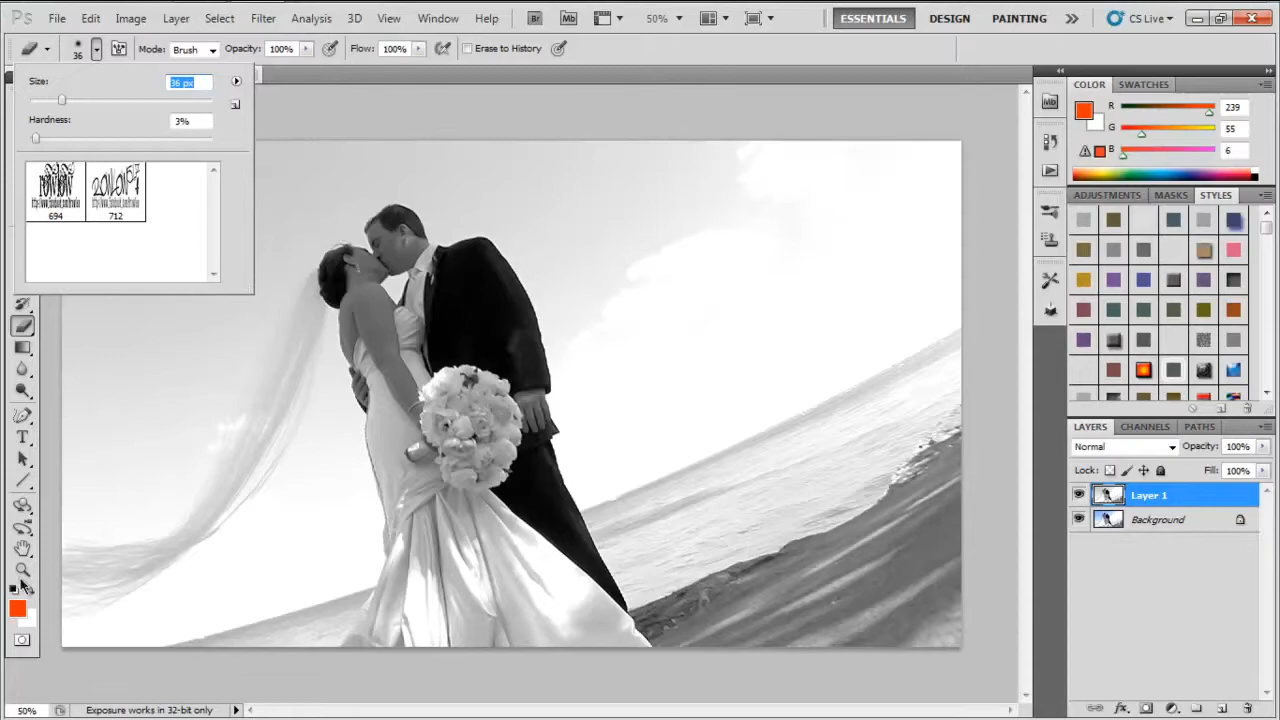 Ps File Edit Image Layer Select Filter Analysis 3D View Window Help Br Mb 50% ESSENTIALS DESIGN PAINTING CS Live
36 Mode: Brush Opacity: 100% Flow: 100% Erase to History
Size: 36 px
Hardness: 3%
694 712
COLOR SWATCHES
R 239
G 55
B 6
Mb
ADJUSTMENTS MASKS STYLES
LAYERS CHANNELS PATHS
Normal Opacity: 100%
Lock: Fill: 100%
Layer 1
Background
50% Exposure works in 32-bit only